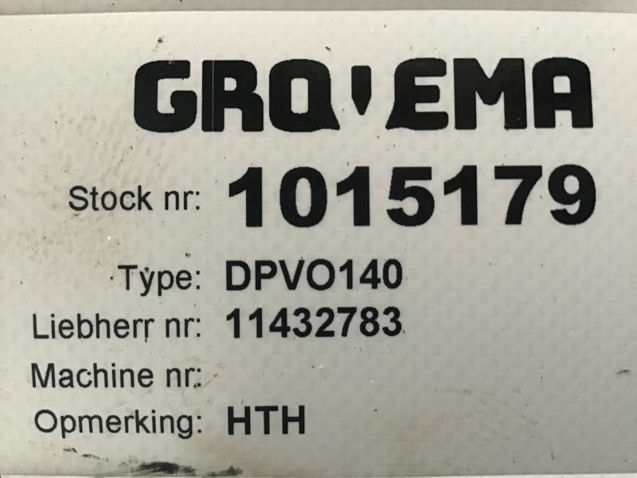 GROVEMA
Stock nr: 1015179
Type: DPVO140
Liebherr nr: 11432783
Machine nr:
Opmerking: HTH